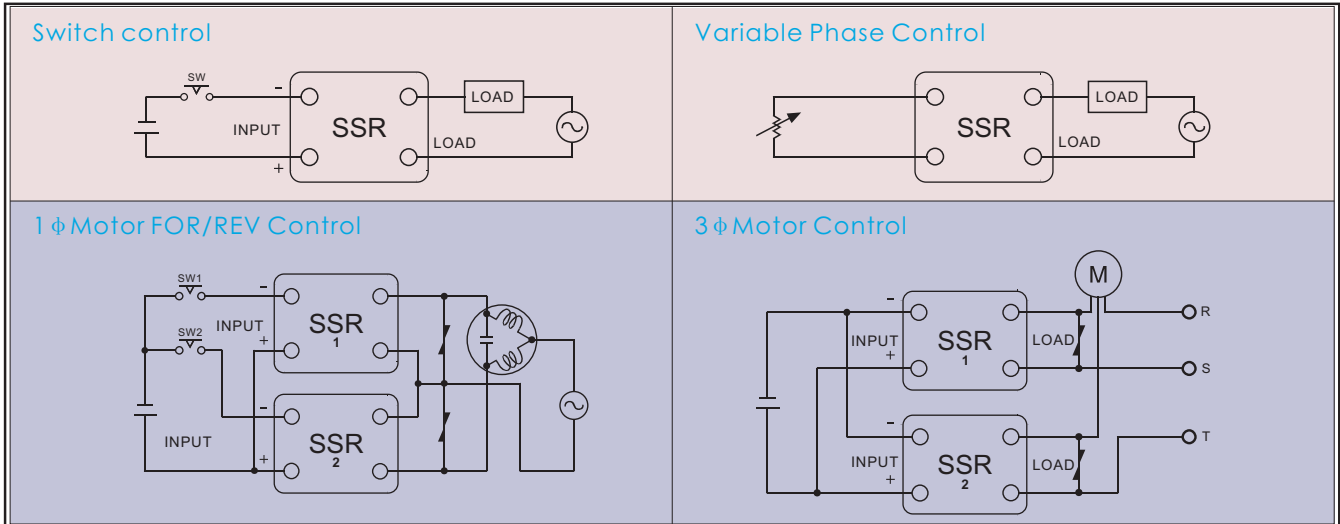 Switch control
SW
-
INPUT
+
SSR
LOAD
LOAD
Variable Phase Control
SSR
LOAD
LOAD
1 φ Motor FOR/REV Control
SW1
-
INPUT
+
SSR
1
SW2
-
INPUT
+
SSR
2
3 φ Motor Control
M
-
INPUT
+
SSR
1
LOAD
R
S
-
INPUT
+
SSR
2
LOAD
T